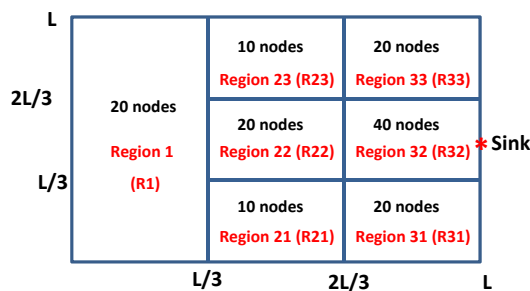 L
2L/3
L/3
20 nodes
Region 1
(R1)
10 nodes
Region 23 (R23)
20 nodes
Region 33 (R33)
20 nodes
Region 22 (R22)
40 nodes
Region 32 (R32)
* Sink
10 nodes
Region 21 (R21)
20 nodes
Region 31 (R31)
L/3
2L/3
L